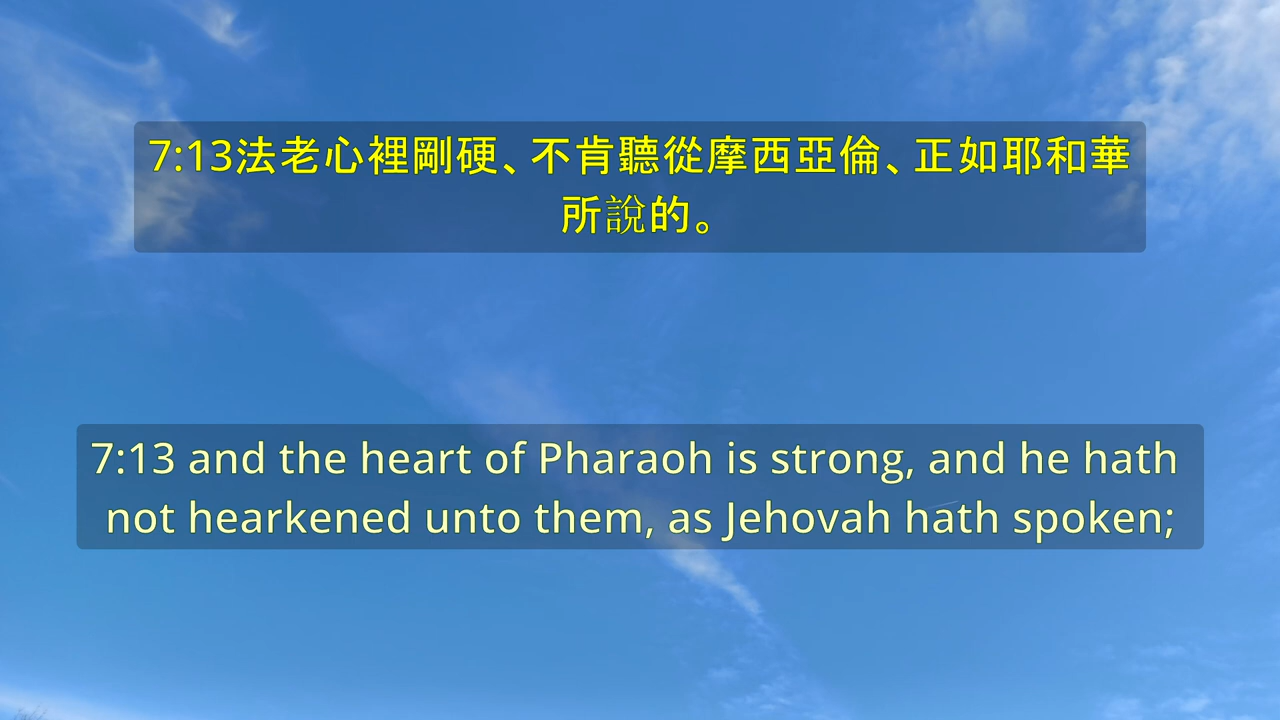 7:13法老心裡剛硬、不肯聽從摩西亞倫、正如耶和華
所說的。
7:13 and the heart of Pharaoh is strong, and he hath
not hearkened unto them, as Jehovah hath spoken;